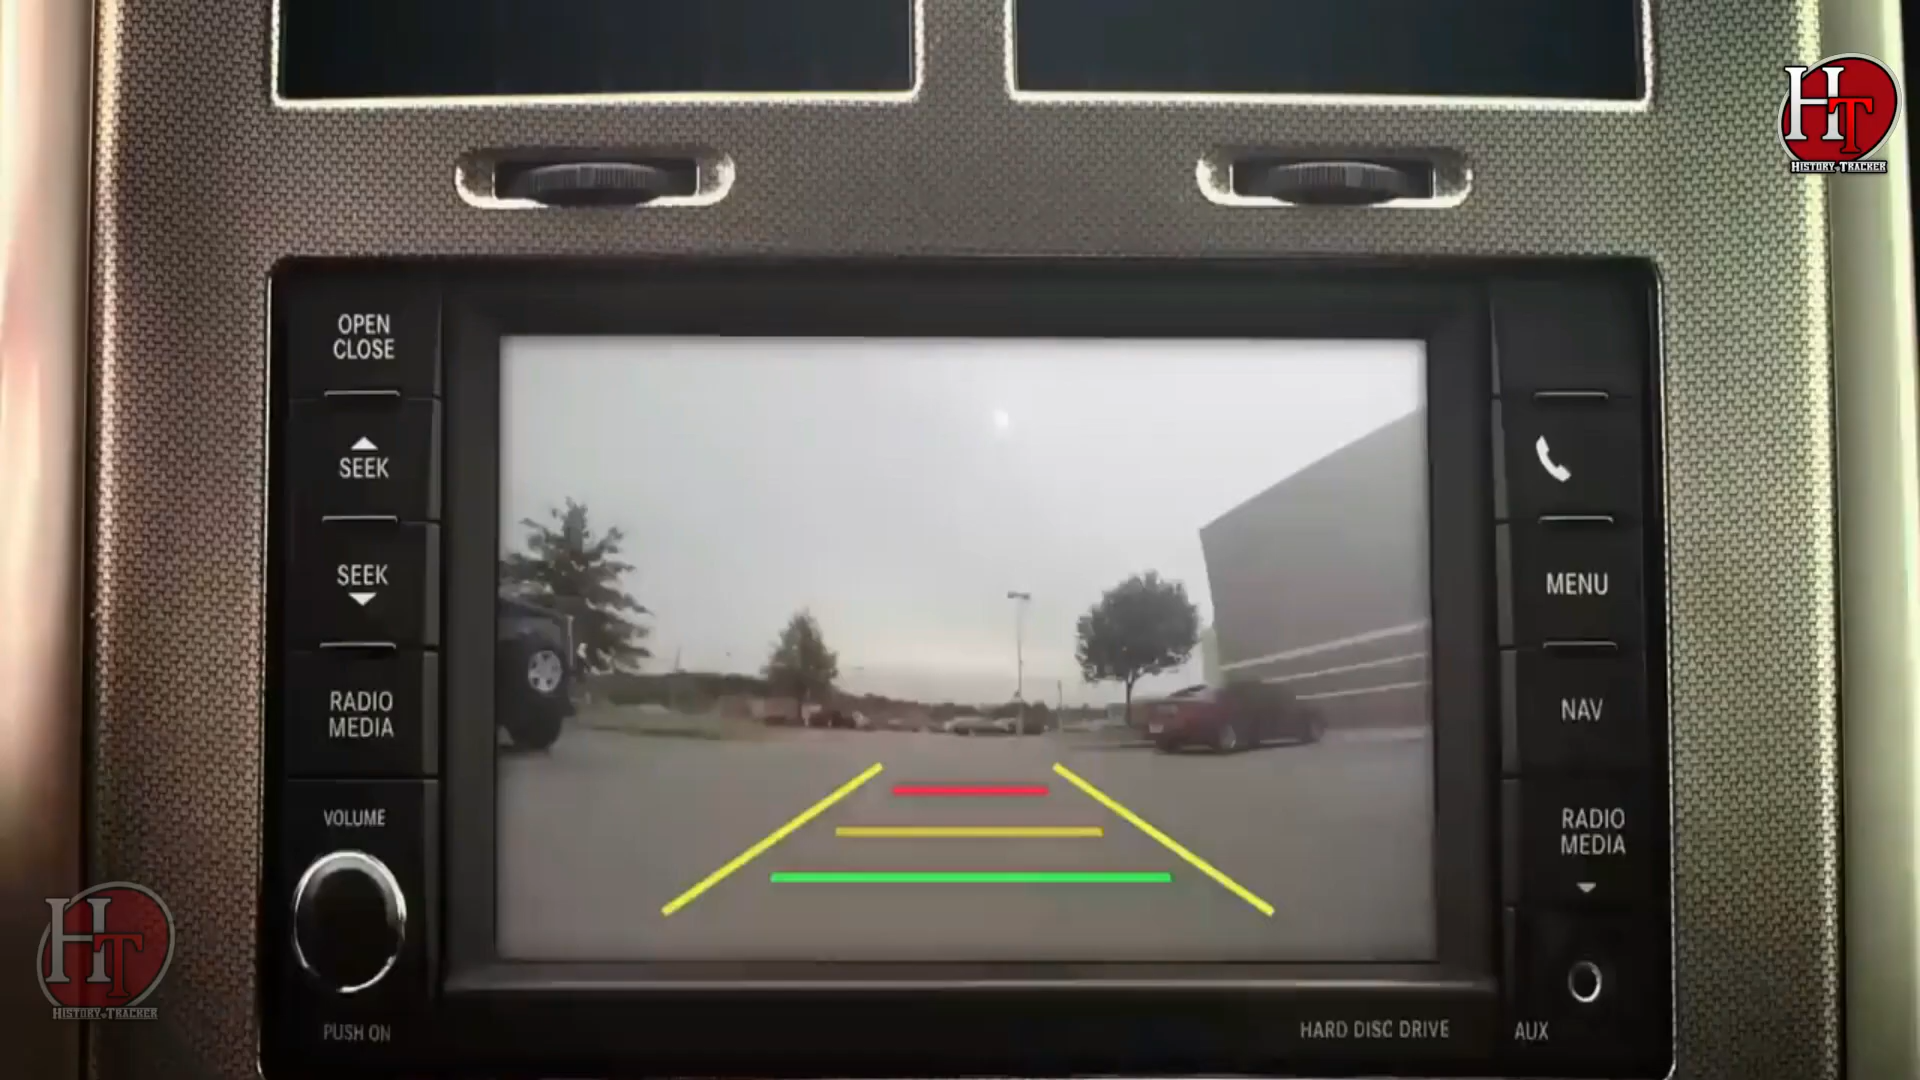 HT
HISTORY-TRACKER
OPEN
CLOSE
SEEK
SEEK
RADIO
MEDIA
VOLUME
PUSH ON
MENU
NAV
RADIO
MEDIA
HARD DISC DRIVE
AUX
HT
HISTORY-TRACKER